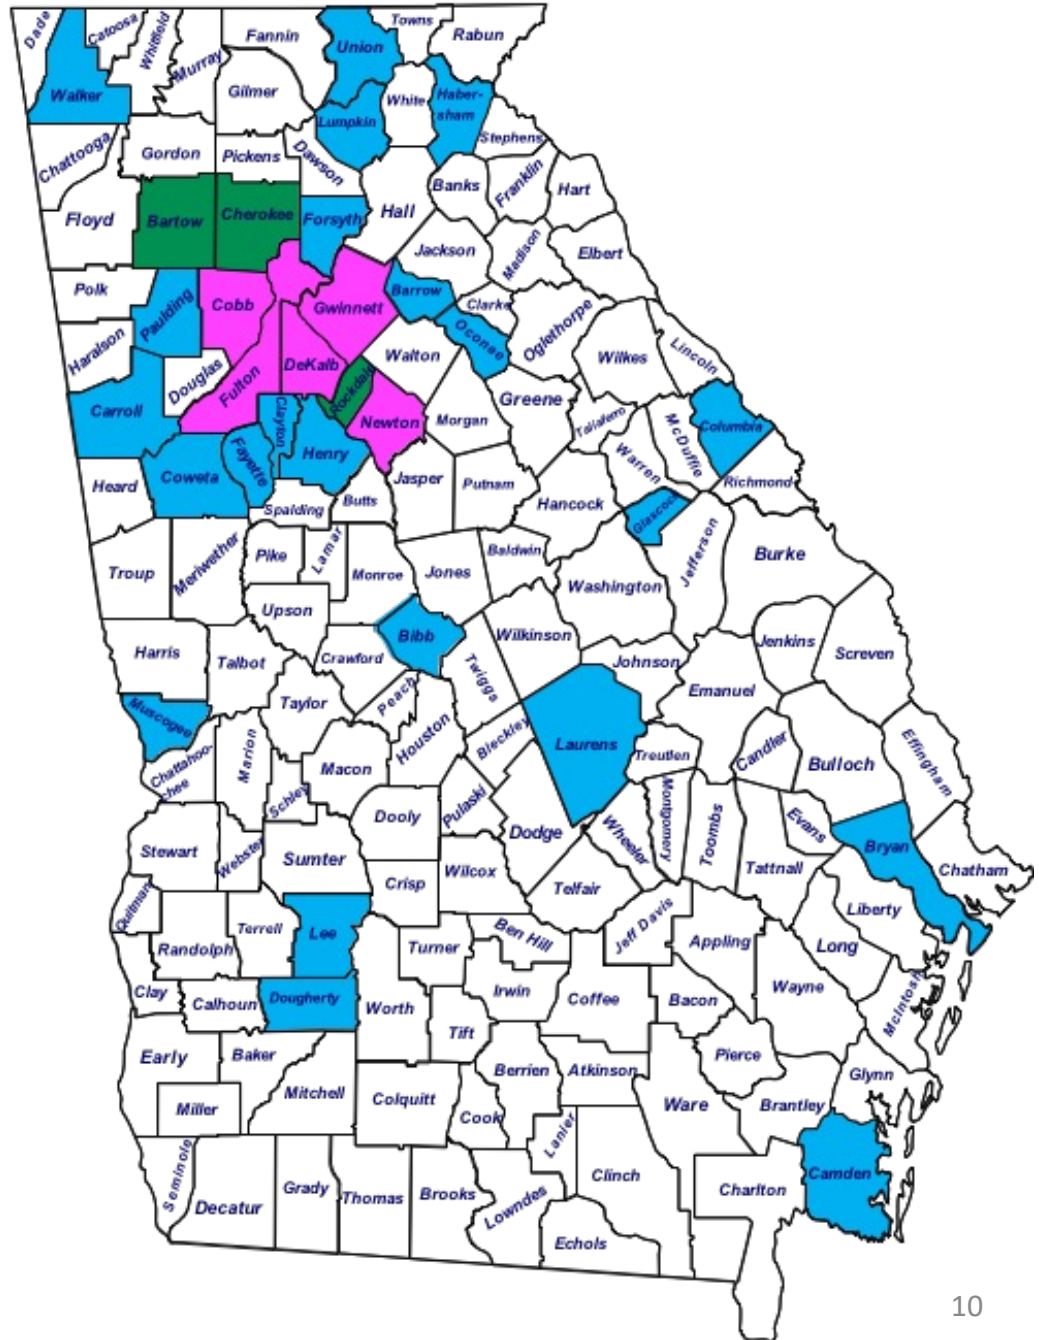 Dade
Catoosa
Whitfield
Murray
Fannin
Union
Towns
Rabun
Walker
Gilmer
Lumpkin
White
Haber-
sham
Stephens
Chattooga
Gordon
Pickens
Dawson
Banks
Franklin
Hart
Floyd
Bartow
Cherokee
Forsyth
Hall
Jackson
Madison
Elbert
Polk
Paulding
Cobb
Gwinnett
Barrow
Clarke
Oconee
Oglethorpe
Haralson
Douglas
Fulton
DeKalb
Rockdale
Walton
Wilkes
Lincoln
Carroll
Clayton
Henry
Newton
Morgan
Greene
Taliaferro
McDuffie
Columbia
Heard
Coweta
Fayette
Spalding
Butts
Jasper
Putnam
Hancock
Warren
Richmond
Glascock
Troup
Meriwether
Pike
Lamar
Monroe
Jones
Baldwin
Washington
Jefferson
Burke
Upson
Bibb
Wilkinson
Jenkins
Screven
Harris
Talbot
Crawford
Twiggs
Johnson
Emanuel
Muscogee
Taylor
Peach
Houston
Bleckley
Laurens
Treutlen
Candler
Bulloch
Effingham
Chattahoo-
chee
Marion
Schley
Macon
Dooly
Pulaski
Dodge
Wheeler
Montgomery
Toombs
Evans
Tattnall
Bryan
Chatham
Stewart
Webster
Sumter
Crisp
Wilcox
Telfair
Liberty
Quitman
Randolph
Terrell
Lee
Turner
Ben Hill
Jeff Davis
Appling
Long
Clay
Calhoun
Dougherty
Worth
Irwin
Coffee
Bacon
Wayne
McIntosh
Early
Baker
Tift
Berrien
Atkinson
Pierce
Glynn
Miller
Mitchell
Colquitt
Cook
Lanier
Ware
Brantley
Seminole
Decatur
Grady
Thomas
Brooks
Lowndes
Clinch
Charlton
Camden
Echols
10